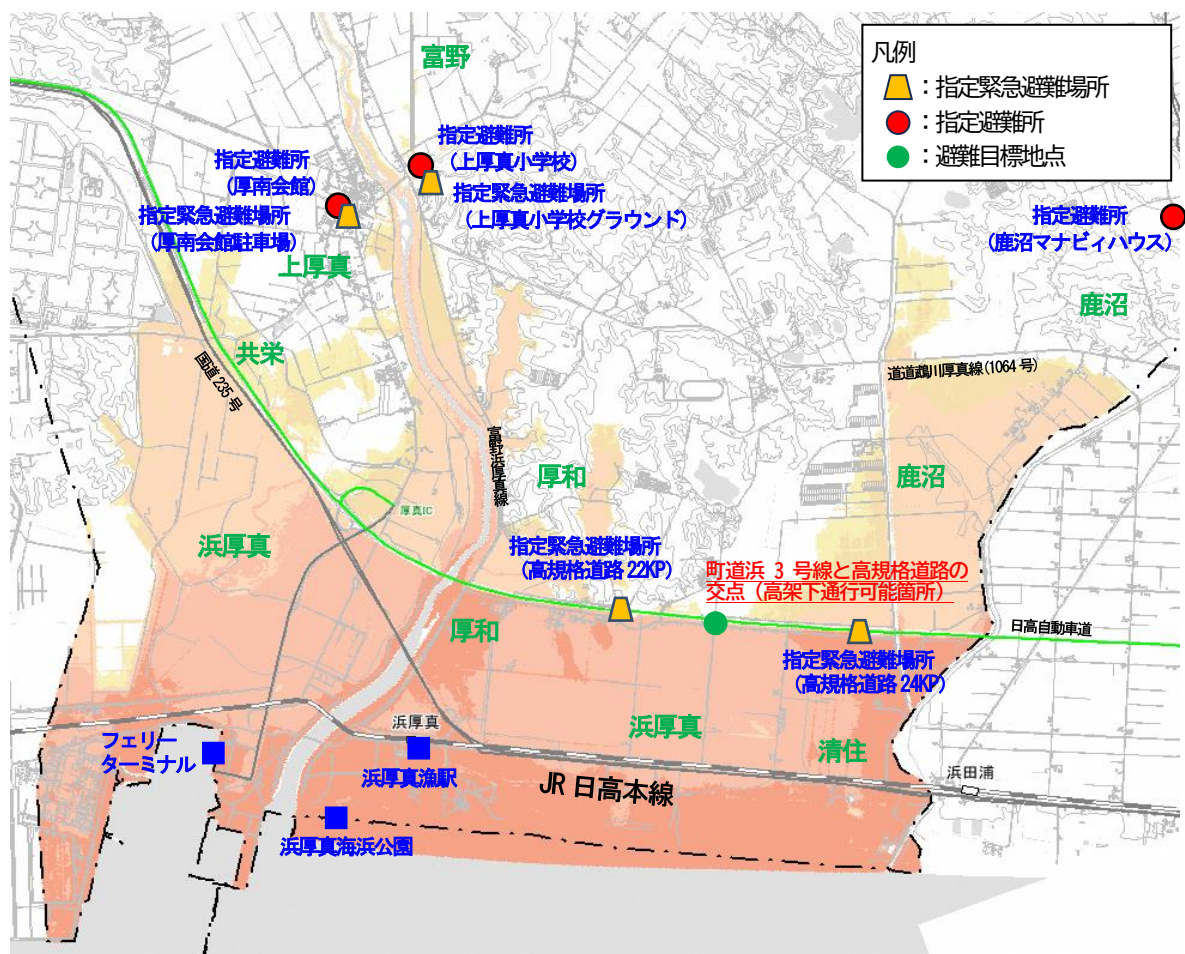 富野
凡例
：指定緊急避難場所
：指定避難所
：避難目標地点
指定避難所
（上厚真小学校）
指定避難所
（厚南会館）
指定緊急避難場所
（上厚真小学校グラウンド）
指定緊急避難場所
（厚南会館駐車場）
指定避難所
（鹿沼マナビィハウス）
上厚真
鹿沼
共栄
国道235号
道道鵡川厚真線(1064号)
富野浜厚真線
厚和
鹿沼
厚真IC
浜厚真
指定緊急避難場所
（高規格道路22KP）
町道浜 3 号線と高規格道路の
交点（高架下通行可能箇所）
厚和
日高自動車道
指定緊急避難場所
（高規格道路24KP）
浜厚真
浜厚真
清住
フェリー
ターミナル
浜厚真漁駅
JR日高本線
浜田浦
浜厚真海浜公園